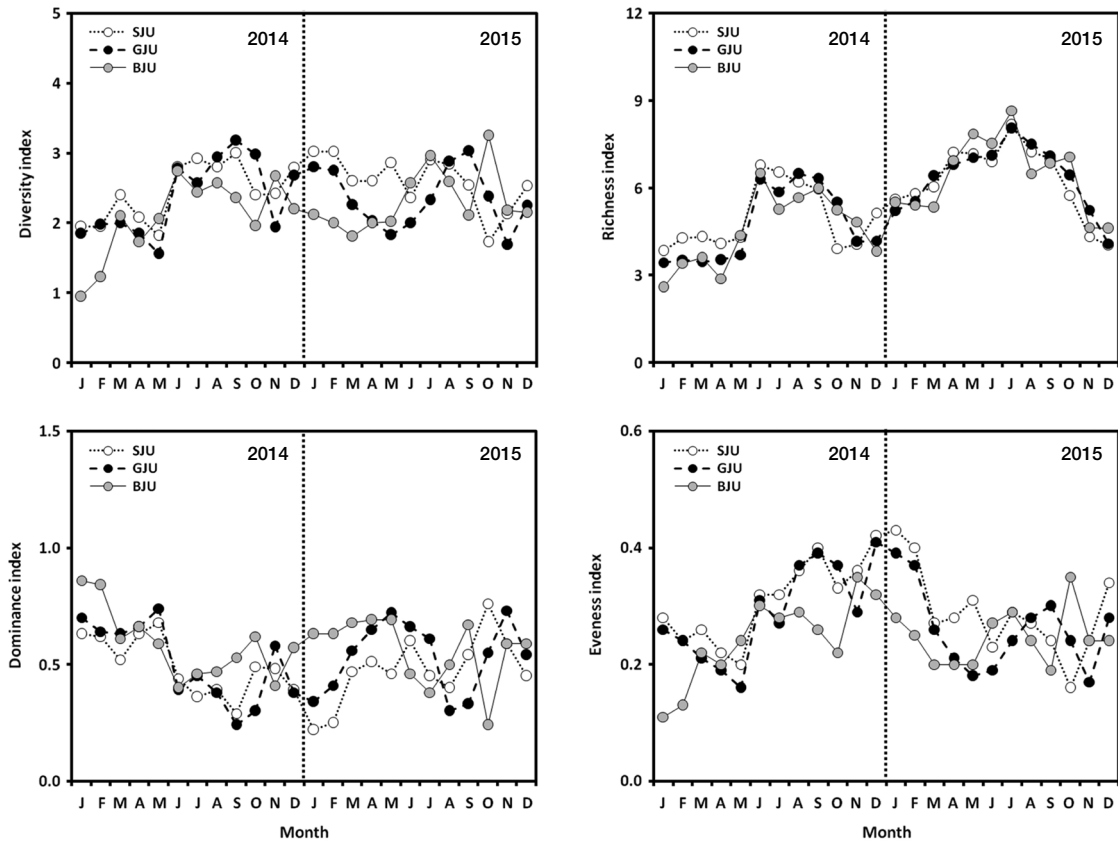 5
4
3
2
1
0
Diversity index
SJU
GJU
BJU
2014
2015
J F M A M J J A S O N D J F M A M J J A S O N D
12
9
6
3
0
Richness index
SJU
GJU
BJU
2014
2015
J F M A M J J A S O N D J F M A M J J A S O N D
1.5
1.0
0.5
0.0
Dominance index
SJU
GJU
BJU
2014
2015
J F M A M J J A S O N D J F M A M J J A S O N D
Month
0.6
0.4
0.2
0.0
Eveness index
SJU
GJU
BJU
2014
2015
J F M A M J J A S O N D J F M A M J J A S O N D
Month